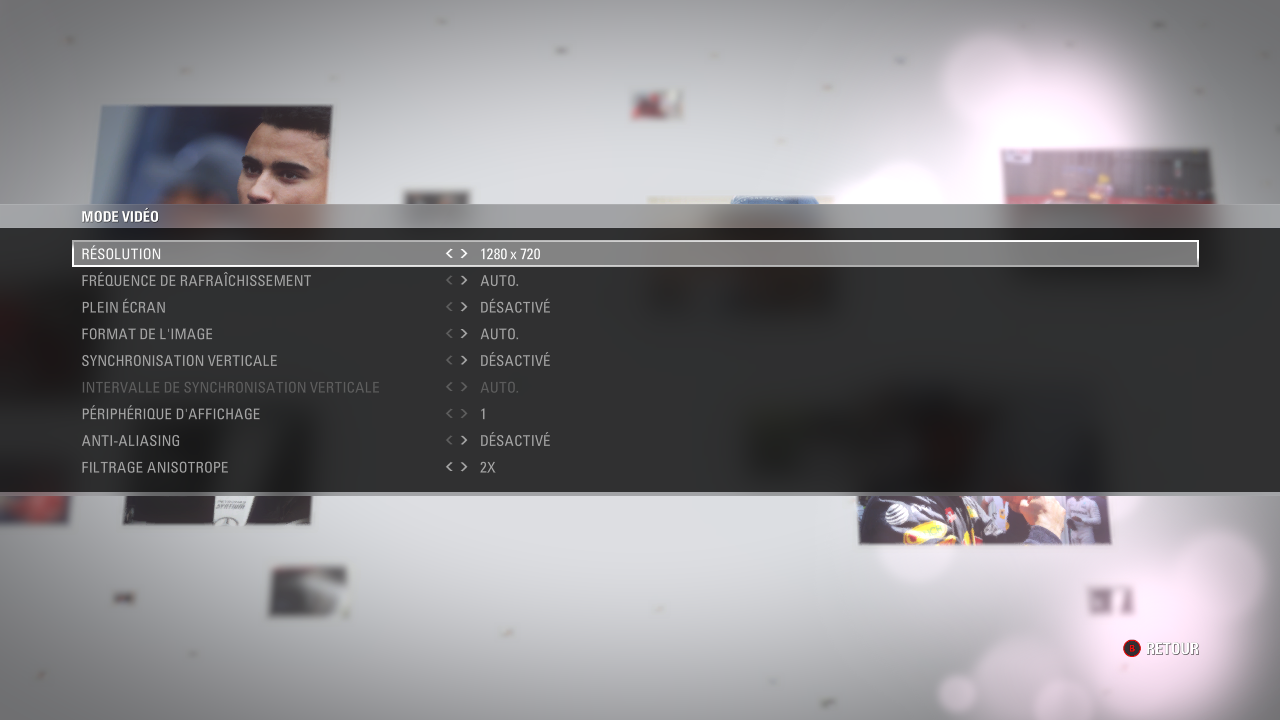 MODE VIDÉO
RÉSOLUTION < > 1280 x 720
FRÉQUENCE DE RAFRAÎCHISSEMENT < > AUTO.
PLEIN ÉCRAN < > DÉSACTIVÉ
FORMAT DE L'IMAGE < > AUTO.
SYNCHRONISATION VERTICALE < > DÉSACTIVÉ
INTERVALLE DE SYNCHRONISATION VERTICALE < > AUTO.
PÉRIPHÉRIQUE D'AFFICHAGE < > 1
ANTI-ALIASING < > DÉSACTIVÉ
FILTRAGE ANISOTROPE < > 2X
B RETOUR